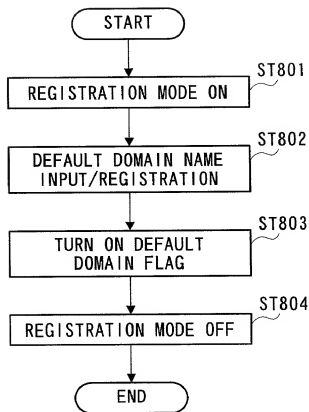 START
ST801
REGISTRATION MODE ON
ST802
DEFAULT DOMAIN NAME
INPUT/REGISTRATION
ST803
TURN ON DEFAULT
DOMAIN FLAG
ST804
REGISTRATION MODE OFF
END